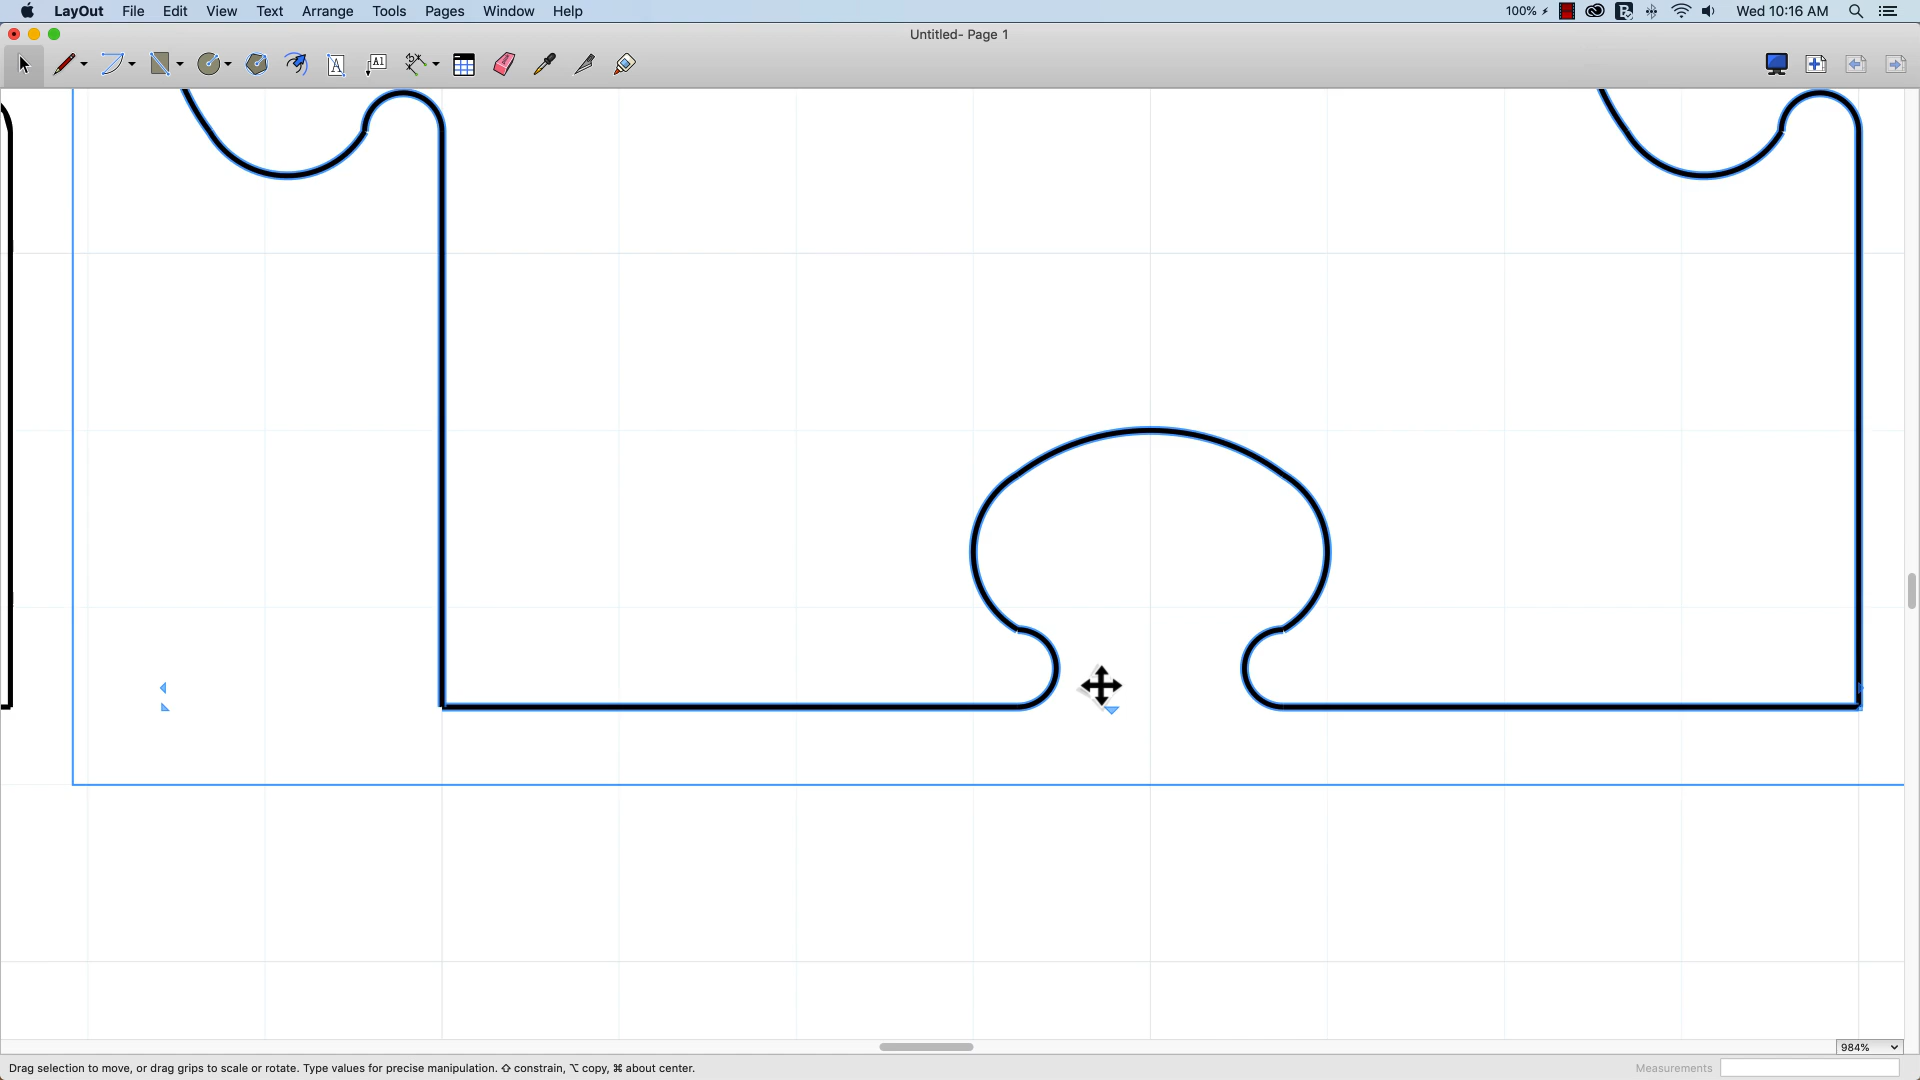 LayOut File Edit View Text Arrange Tools Pages Window Help 100% Wed 10:16 AM
Untitled- Page 1
A A1
984%
Drag selection to move, or drag grips to scale or rotate. Type values for precise manipulation. ⇧ constrain, ⌥ copy, ⌘ about center. Measurements